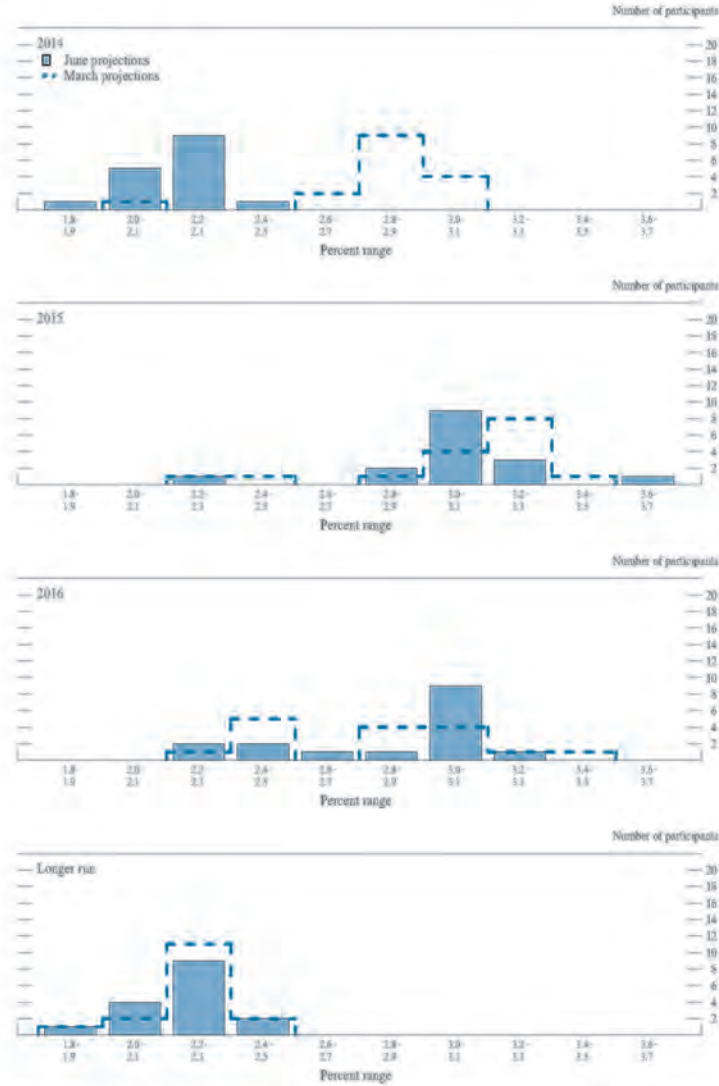 Number of participants
2014
June projections
March projections
20
18
16
14
12
10
8
6
4
2
1.8- 2.0- 2.2- 2.4- 2.6- 2.8- 3.0- 3.2- 3.4- 3.6-
1.9 2.1 2.3 2.5 2.7 2.9 3.1 3.3 3.5 3.7
Percent range
Number of participants
2015
20
18
16
14
12
10
8
6
4
2
1.8- 2.0- 2.2- 2.4- 2.6- 2.8- 3.0- 3.2- 3.4- 3.6-
1.9 2.1 2.3 2.5 2.7 2.9 3.1 3.3 3.5 3.7
Percent range
Number of participants
2016
20
18
16
14
12
10
8
6
4
2
1.8- 2.0- 2.2- 2.4- 2.6- 2.8- 3.0- 3.2- 3.4- 3.6-
1.9 2.1 2.3 2.5 2.7 2.9 3.1 3.3 3.5 3.7
Percent range
Number of participants
Longer run
20
18
16
14
12
10
8
6
4
2
1.8- 2.0- 2.2- 2.4- 2.6- 2.8- 3.0- 3.2- 3.4- 3.6-
1.9 2.1 2.3 2.5 2.7 2.9 3.1 3.3 3.5 3.7
Percent range